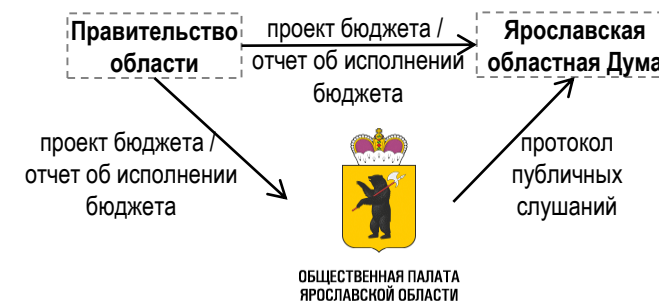 Правительство
области
проект бюджета /
отчет об исполнении
бюджета
Ярославская
областная Дума
проект бюджета /
отчет об исполнении
бюджета
протокол
публичных
слушаний
ОБЩЕСТВЕННАЯ ПАЛАТА
ЯРОСЛАВСКОЙ ОБЛАСТИ